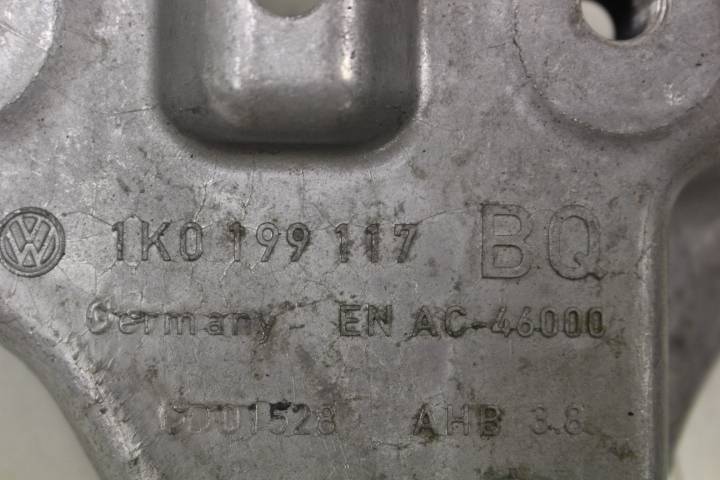 VW 1K0 199 117 BQ
Germany EN AC-46000
AHB 3.8